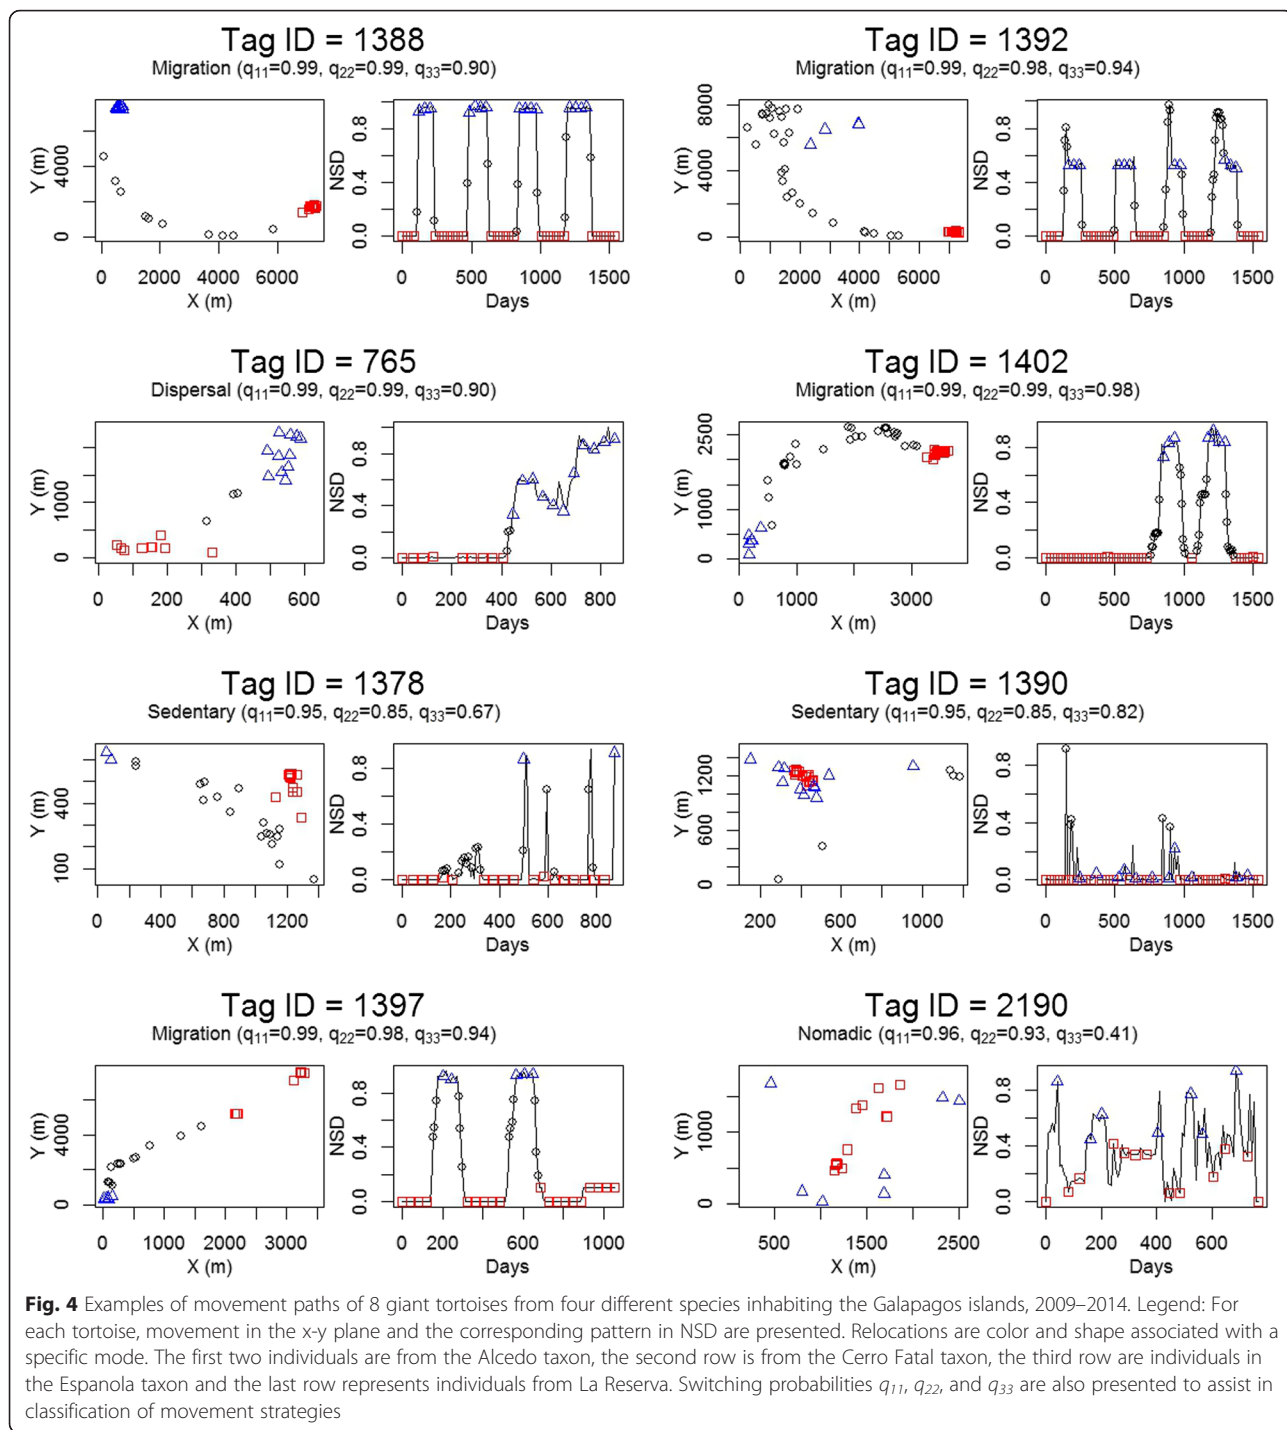 Tag ID = 1388
Migration (q11=0.99, q22=0.99, q33=0.90)
Y (m)
0 4000
0 2000 4000 6000
X (m)
NSD
0.0 0.4 0.8
0 500 1000 1500
Days
Tag ID = 1392
Migration (q11=0.99, q22=0.98, q33=0.94)
Y (m)
0 4000 8000
0 2000 4000 6000
X (m)
NSD
0.0 0.4 0.8
0 500 1000 1500
Days
Tag ID = 765
Dispersal (q11=0.99, q22=0.99, q33=0.90)
Y (m)
0 1000
0 200 400 600
X (m)
NSD
0.0 0.4 0.8
0 200 400 600 800
Days
Tag ID = 1402
Migration (q11=0.99, q22=0.99, q33=0.98)
Y (m)
0 1000 2500
0 1000 3000
X (m)
NSD
0.0 0.4 0.8
0 500 1000 1500
Days
Tag ID = 1378
Sedentary (q11=0.95, q22=0.85, q33=0.67)
Y (m)
100 400
0 400 800 1200
X (m)
NSD
0.0 0.4 0.8
0 200 400 600 800
Days
Tag ID = 1390
Sedentary (q11=0.95, q22=0.85, q33=0.82)
Y (m)
0 600 1200
200 600 1000
X (m)
NSD
0.0 0.4 0.8
0 500 1000 1500
Days
Tag ID = 1397
Migration (q11=0.99, q22=0.98, q33=0.94)
Y (m)
0 4000
0 1000 2000 3000
X (m)
NSD
0.0 0.4 0.8
0 200 600 1000
Days
Tag ID = 2190
Nomadic (q11=0.96, q22=0.93, q33=0.41)
Y (m)
0 1000
500 1500 2500
X (m)
NSD
0.0 0.4 0.8
0 200 400 600
Days
Fig. 4 Examples of movement paths of 8 giant tortoises from four different species inhabiting the Galapagos islands, 2009–2014. Legend: For
each tortoise, movement in the x-y plane and the corresponding pattern in NSD are presented. Relocations are color and shape associated with a
specific mode. The first two individuals are from the Alcedo taxon, the second row is from the Cerro Fatal taxon, the third row are individuals in
the Espanola taxon and the last row represents individuals from La Reserva. Switching probabilities q11, q22, and q33 are also presented to assist in
classification of movement strategies